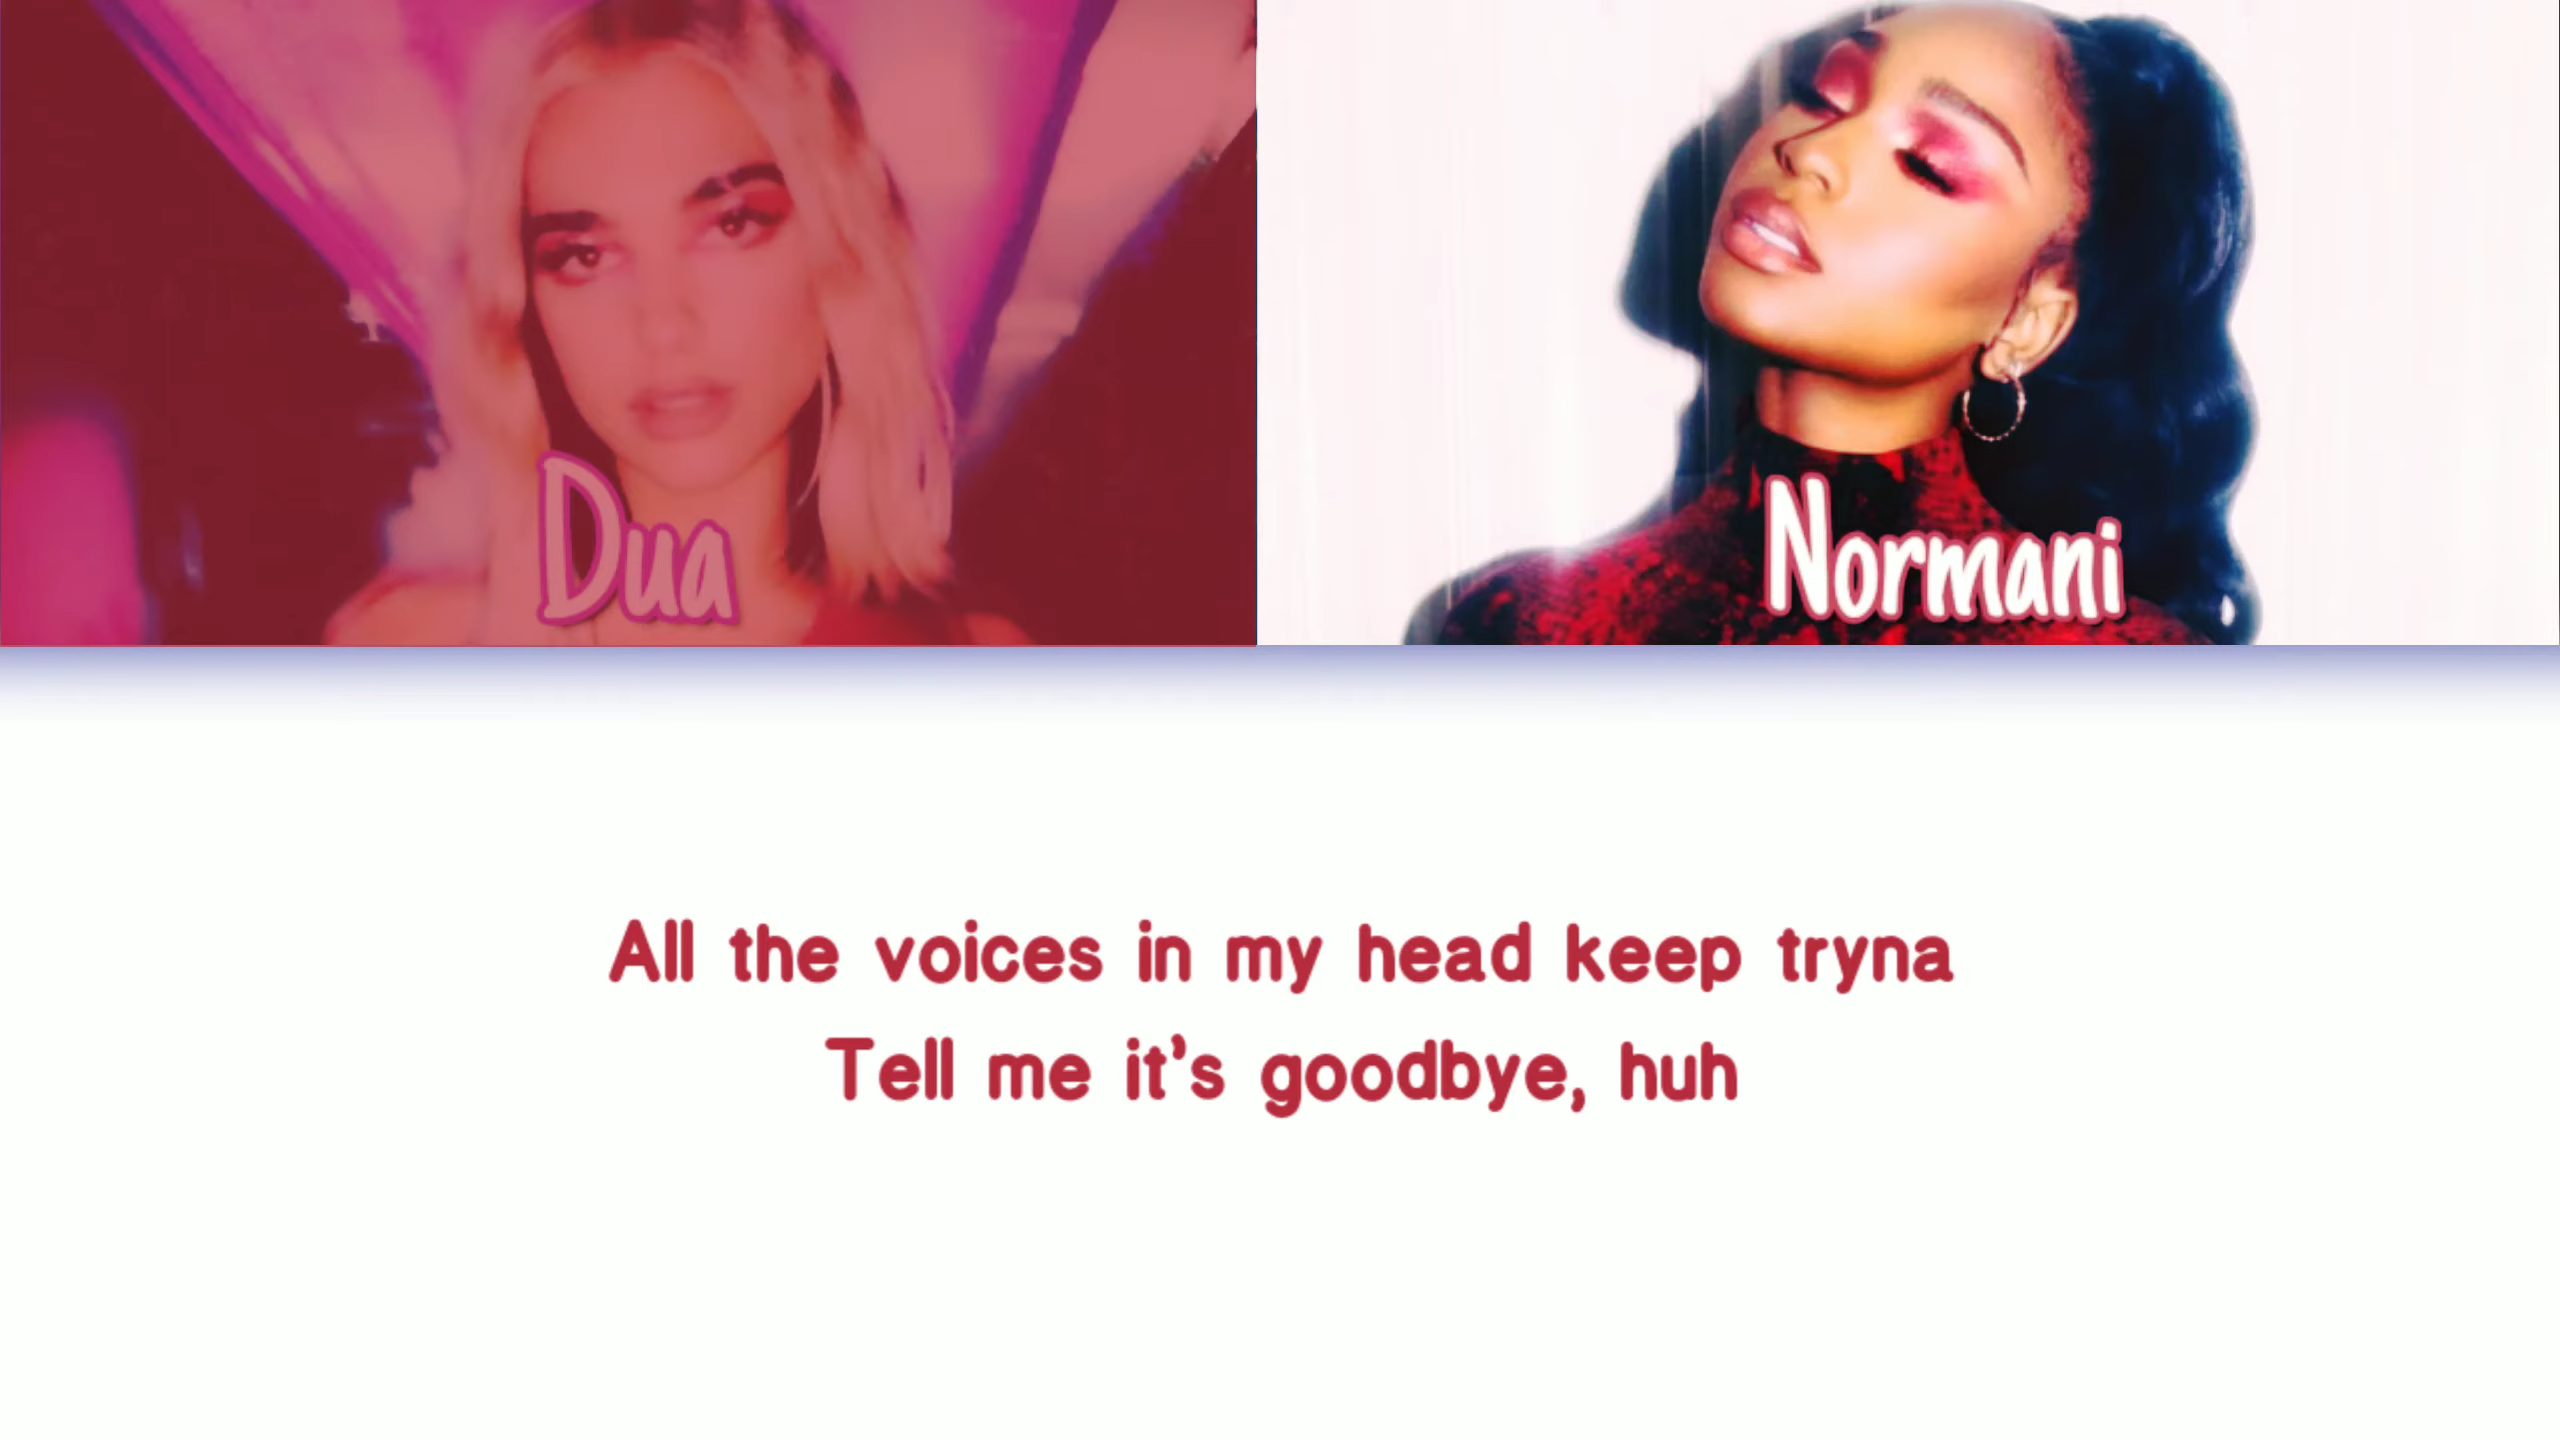 Dua
Normani
All the voices in my head keep tryna
Tell me it's goodbye, huh